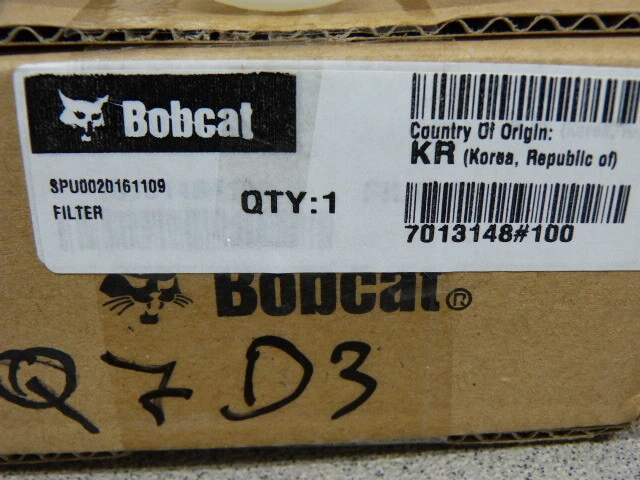 Bobcat
Country Of Origin:
KR (Korea, Republic of)
SPU0020161109
FILTER
QTY:1
7013148#100
Bobcat®
Q7D3